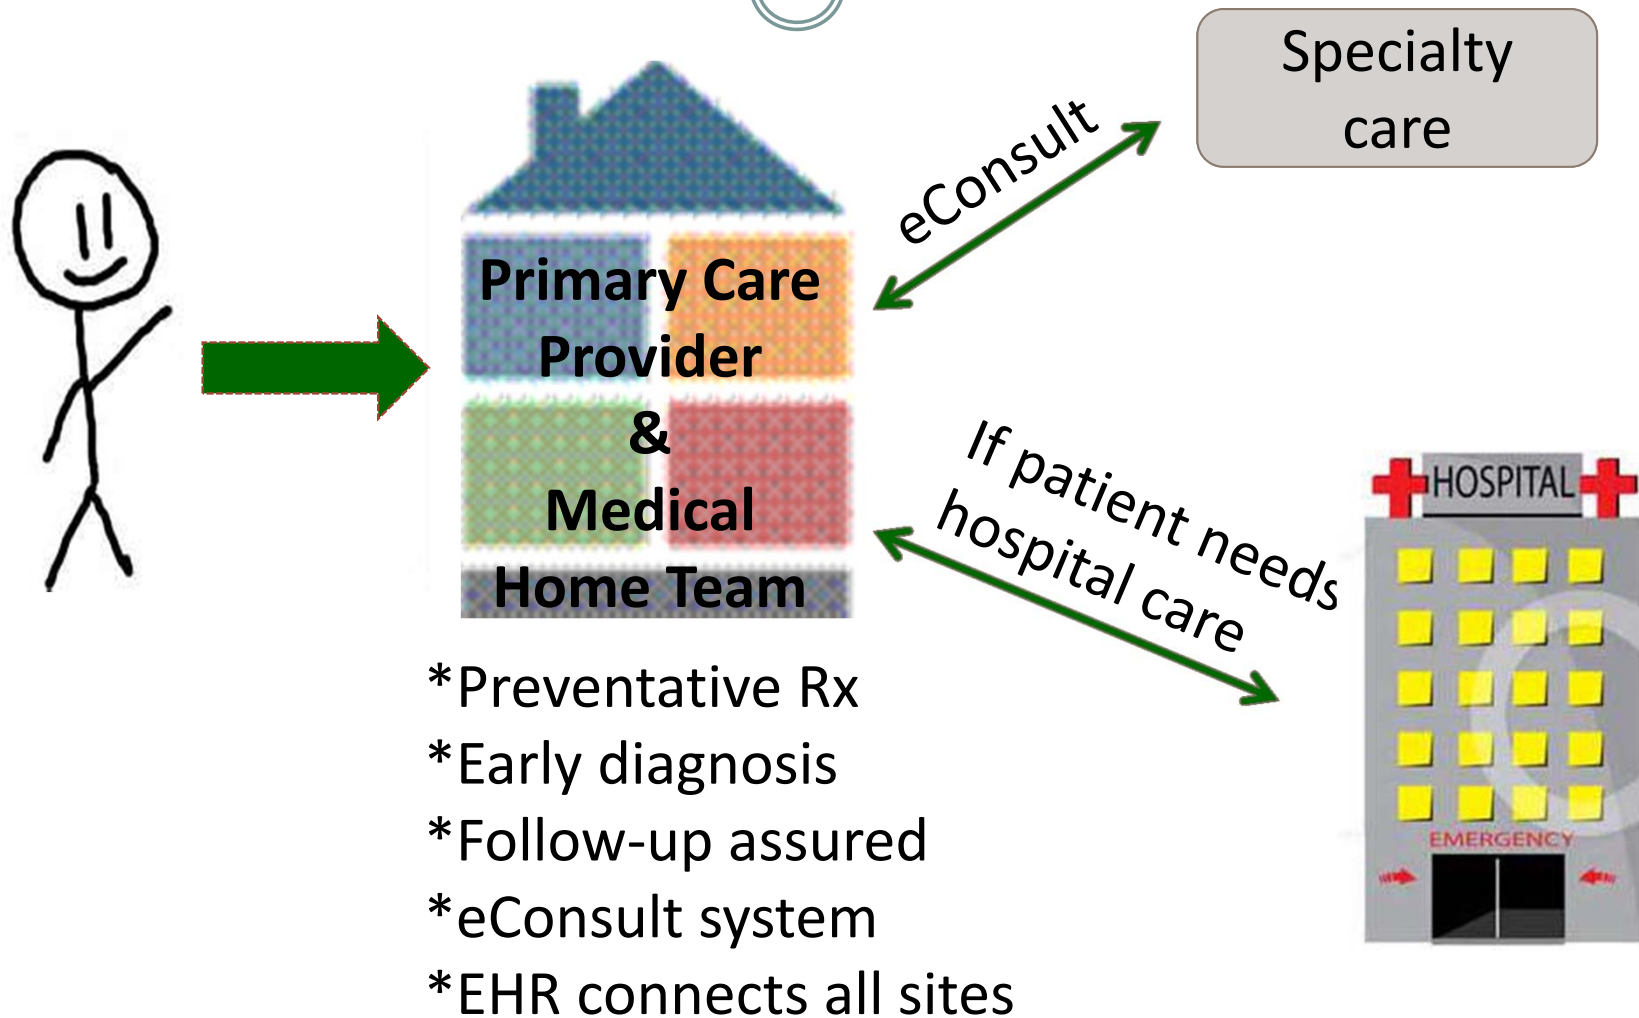 Specialty
care
eConsult
Primary Care
Provider
&
Medical
Home Team
If patient needs
hospital care
HOSPITAL
EMERGENCY
*Preventative Rx
*Early diagnosis
*Follow-up assured
*eConsult system
*EHR connects all sites